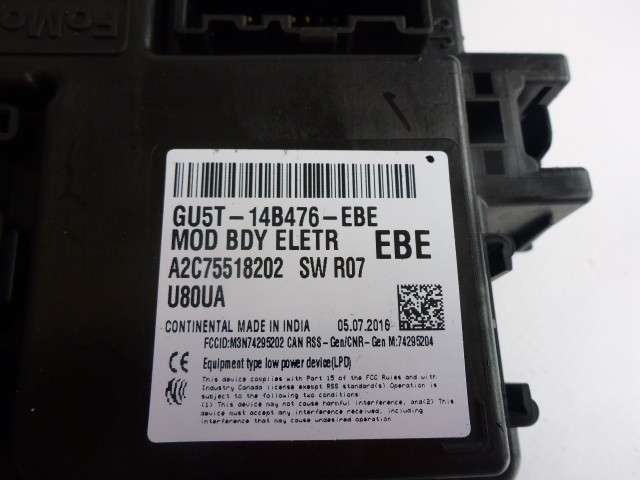 FoMo
GU5T-14B476-EBE
MOD BDY ELETR EBE
A2C75518202 SW R07
U80UA
CONTINENTAL MADE IN INDIA 05.07.2016
FCCID:M3N74295202 CAN RSS-Gen/CNR-Gen M:74295204
CE Equipment type low power device(LPD)
This device complies with Part 15 of the FCC Rules and with
Industry Canada license exempt RSS standard(s). Operation is
subject to the following two conditions:
(1) This device may not cause harmful interference, and(2) This
device must accept any interference received, including
interference that may cause undesired operation